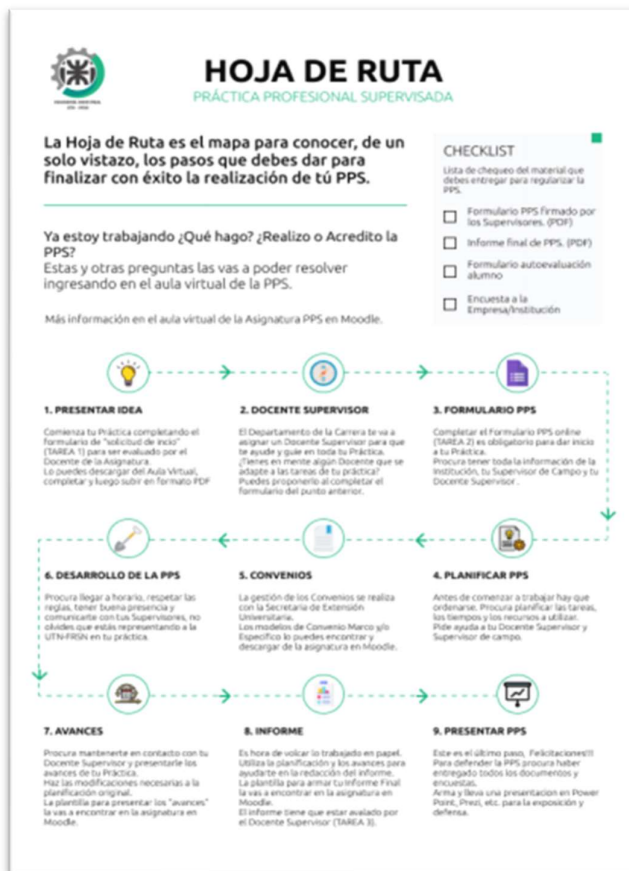 HOJA DE RUTA
PRÁCTICA PROFESIONAL SUPERVISADA
La Hoja de Ruta es el mapa para conocer, de un
solo vistazo, los pasos que debes dar para
finalizar con éxito la realización de tú PPS.
Ya estoy trabajando ¿Qué hago? ¿Realizo o Acredito la
PPS?
Estas y otras preguntas las vas a poder resolver
ingresando en el aula virtual de la PPS.
Más información en el aula virtual de la Asignatura PPS en Moodle.
CHECKLIST
Lista de chequeo del material que
debes entregar para regularizar la
PPS.
Formulario PPS firmado por
los Supervisores. (PDF)
Informe final de PPS. (PDF)
Formulario autoevaluación
alumno
Encuesta a la
Empresa/Institución
1. PRESENTAR IDEA
Comienza tu Práctica completando el
formulario de "solicitud de incio"
(TAREA 1) para ser evaluado por el
Docente de la Asignatura.
Lo puedes descargar del Aula Virtual,
completar y luego subir en formato PDF
2. DOCENTE SUPERVISOR
El Departamento de la Carrera te va a
asignar un Docente Supervisor para que
te ayude y guíe en toda tu Práctica.
¿Tienes en mente algún Docente que se
adapte a las tareas de tu práctica?
Puedes proponerlo al completar el
formulario del punto anterior.
3. FORMULARIO PPS
Completar el Formulario PPS online
(TAREA 2) es obligatorio para dar inicio
a tu Práctica.
Procura tener toda la información de la
Institución, tu Supervisor de Campo y tu
Docente Supervisor .
6. DESARROLLO DE LA PPS
Procura llegar a horario, respetar las
reglas, tener buena presencia y
comunicarte con tus Supervisores, no
olvides que estás representando a la
UTN-FRSN en tu práctica.
5. CONVENIOS
La gestión de los Convenios se realiza
con la Secretaria de Extensión
Universitaria.
Los modelos de Convenio Marco y/o
Específico lo puedes encontrar y
descargar de la asignatura en Moodle.
4. PLANIFICAR PPS
Antes de comenzar a trabajar hay que
ordenarse. Procura planificar las tareas,
los tiempos y los recursos a utilizar.
Pide ayuda a tu Docente Supervisor y
Supervisor de campo.
7. AVANCES
Procura mantenerte en contacto con tu
Docente Supervisor y presentarle los
avances de tu Práctica.
Haz las modificaciones necesarias a la
planificación original.
La plantilla para presentar los "avances"
la vas a encontrar en la asignatura en
Moodle.
8. INFORME
Es hora de volcar lo trabajado en papel.
Utiliza la planificación y los avances para
ayudarte en la redacción del informe.
La plantilla para armar tu Informe Final
la vas a encontrar en la asignatura en
Moodle.
El informe tiene que estar avalado por
el Docente Supervisor (TAREA 3).
9. PRESENTAR PPS
Este es el último paso, Felicitaciones!!!
Para defender la PPS procura haber
entregado todos los documentos y
encuestas.
Arma y lleva una presentacion en Power
Point, Prezi, etc. para la exposición y
defensa.